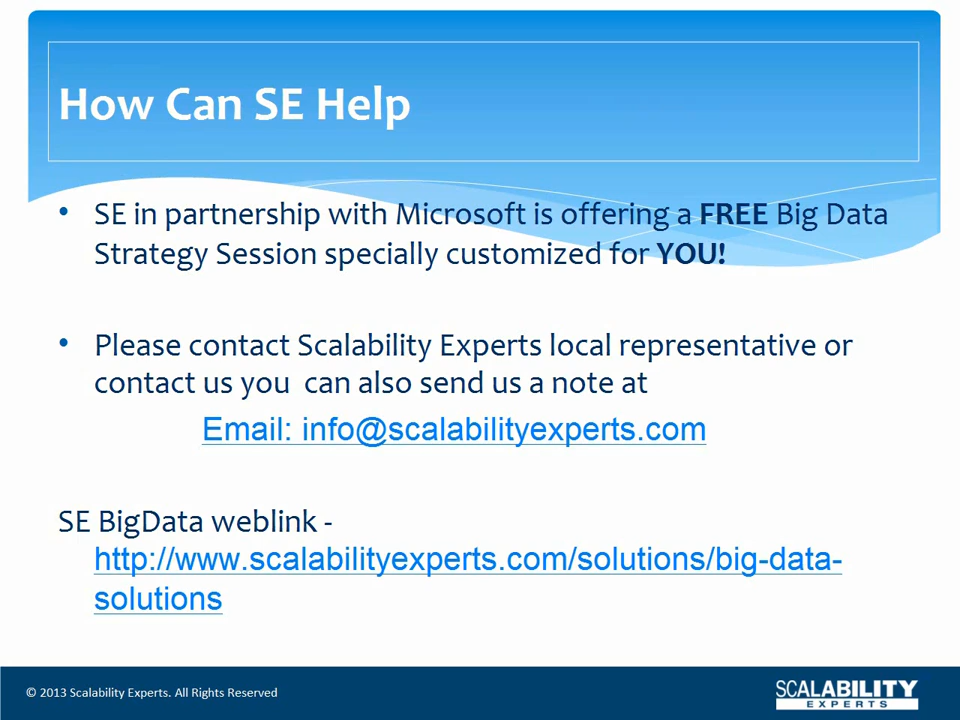 How Can SE Help
• SE in partnership with Microsoft is offering a FREE Big Data
Strategy Session specially customized for YOU!
• Please contact Scalability Experts local representative or
contact us you  can also send us a note at
Email: info@scalabilityexperts.com
SE BigData weblink -
http://www.scalabilityexperts.com/solutions/big-data-
solutions
© 2013 Scalability Experts. All Rights Reserved
SCALABILITY
EXPERTS